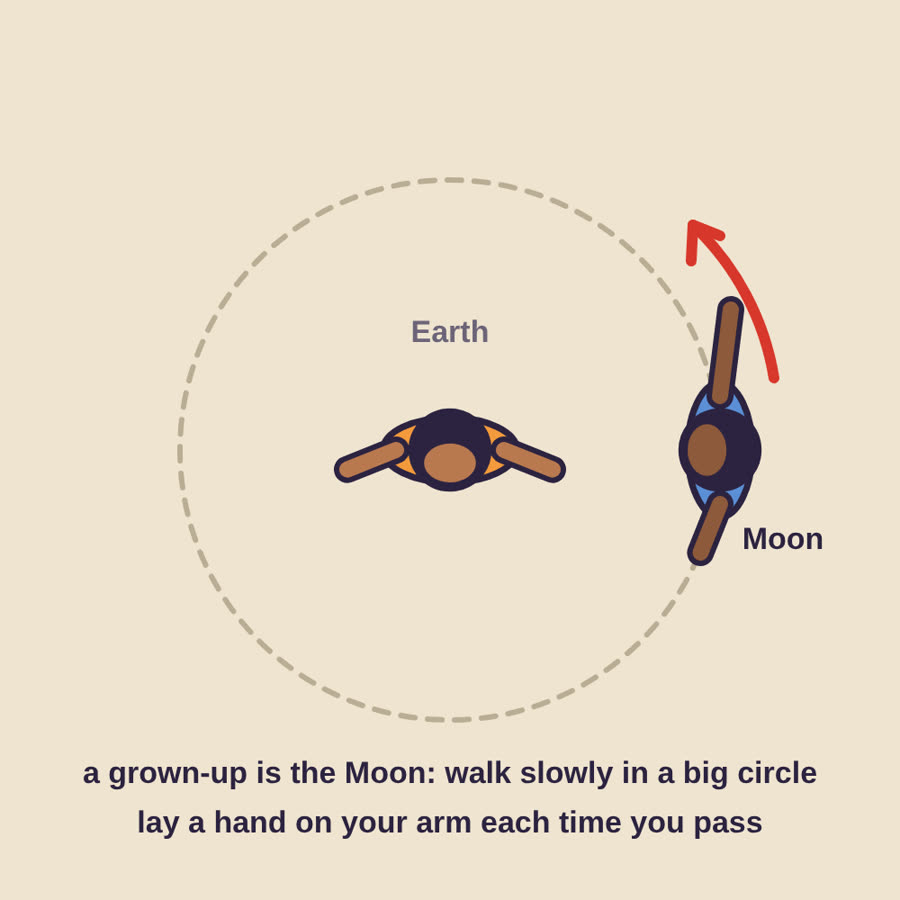 Earth
Moon
a grown-up is the Moon: walk slowly in a big circle
lay a hand on your arm each time you pass